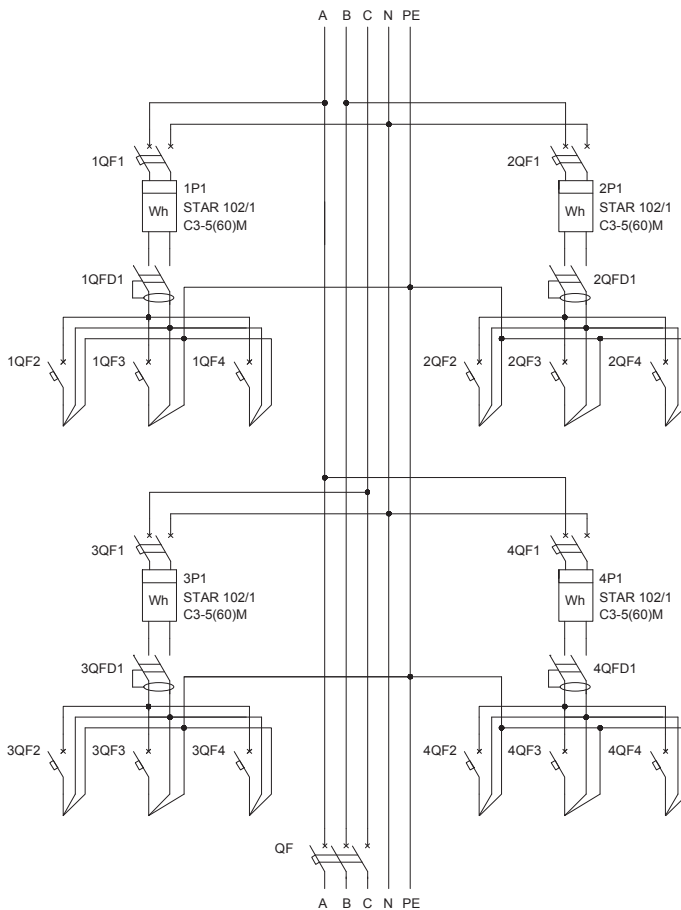 A B C N PE
1QF1
1P1
Wh
STAR 102/1
C3-5(60)M
2QF1
2P1
Wh
STAR 102/1
C3-5(60)M
1QFD1
2QFD1
1QF2 1QF3 1QF4
2QF2 2QF3 2QF4
3QF1
3P1
Wh
STAR 102/1
C3-5(60)M
4QF1
4P1
Wh
STAR 102/1
C3-5(60)M
3QFD1
4QFD1
3QF2 3QF3 3QF4
4QF2 4QF3 4QF4
QF
A B C N PE